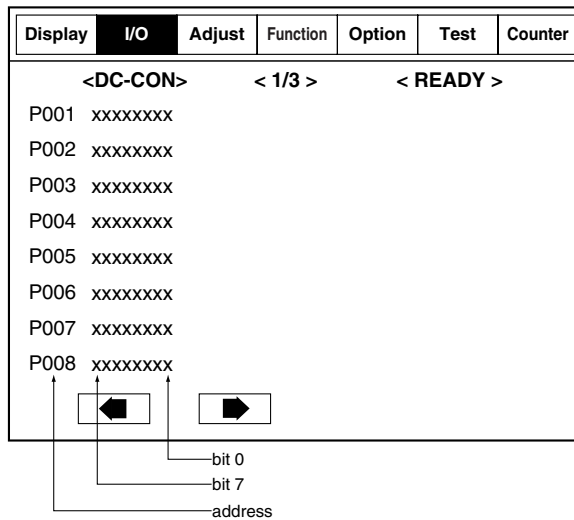 Display I/O Adjust Function Option Test Counter
<DC-CON> < 1/3 > < READY >
P001 xxxxxxxx
P002 xxxxxxxx
P003 xxxxxxxx
P004 xxxxxxxx
P005 xxxxxxxx
P006 xxxxxxxx
P007 xxxxxxxx
P008 xxxxxxxx
bit 0
bit 7
address